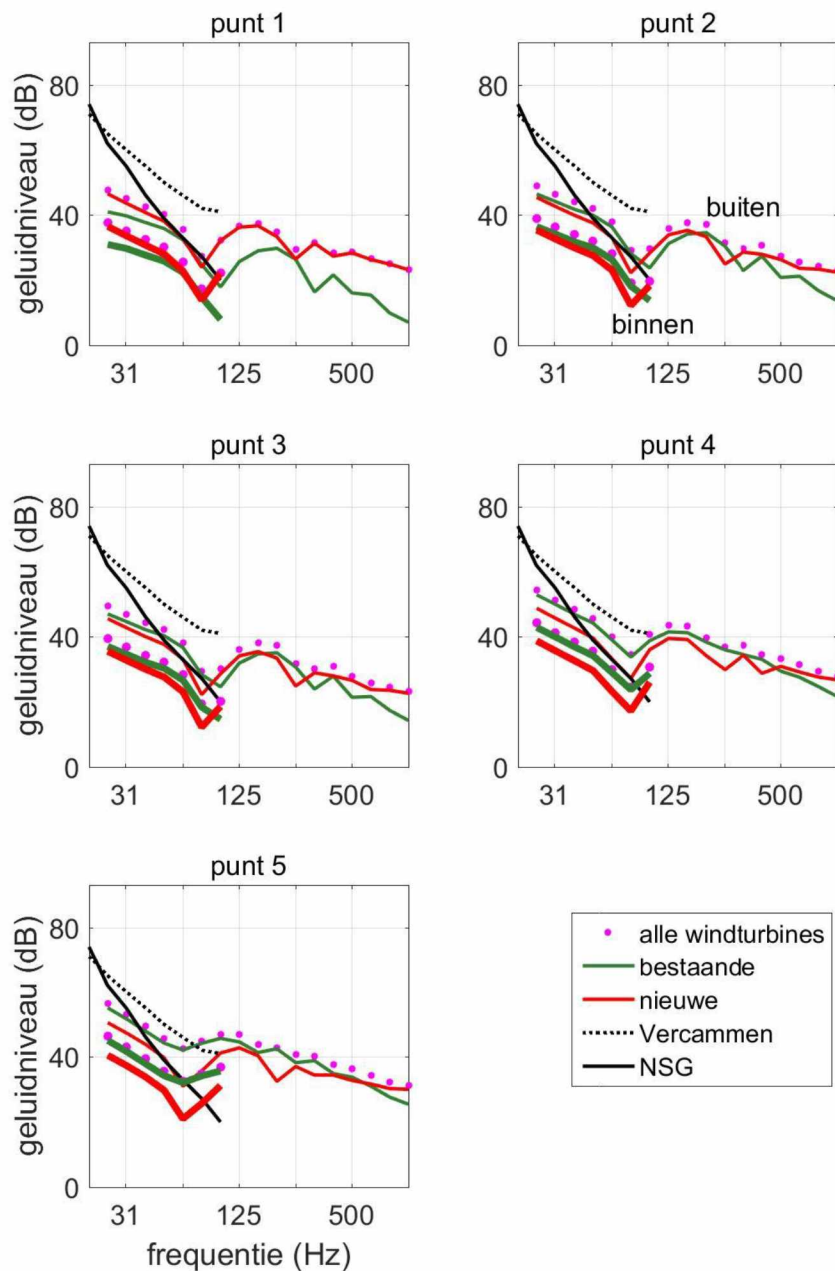 punt 1
punt 2
geluidniveau (dB)
80
40
0
31
125
500
80
40
0
31
125
500
buiten
binnen
punt 3
punt 4
geluidniveau (dB)
80
40
0
31
125
500
80
40
0
31
125
500
punt 5
geluidniveau (dB)
80
40
0
31
125
500
frequentie (Hz)
alle windturbines
bestaande
nieuwe
Vercammen
NSG